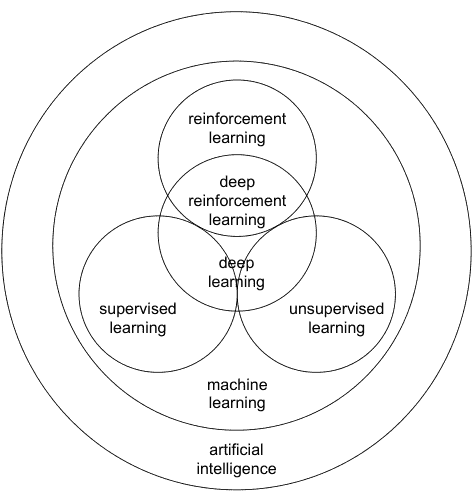 reinforcement
learning
deep
reinforcement
learning
deep
learning
supervised
learning
unsupervised
learning
machine
learning
artificial
intelligence